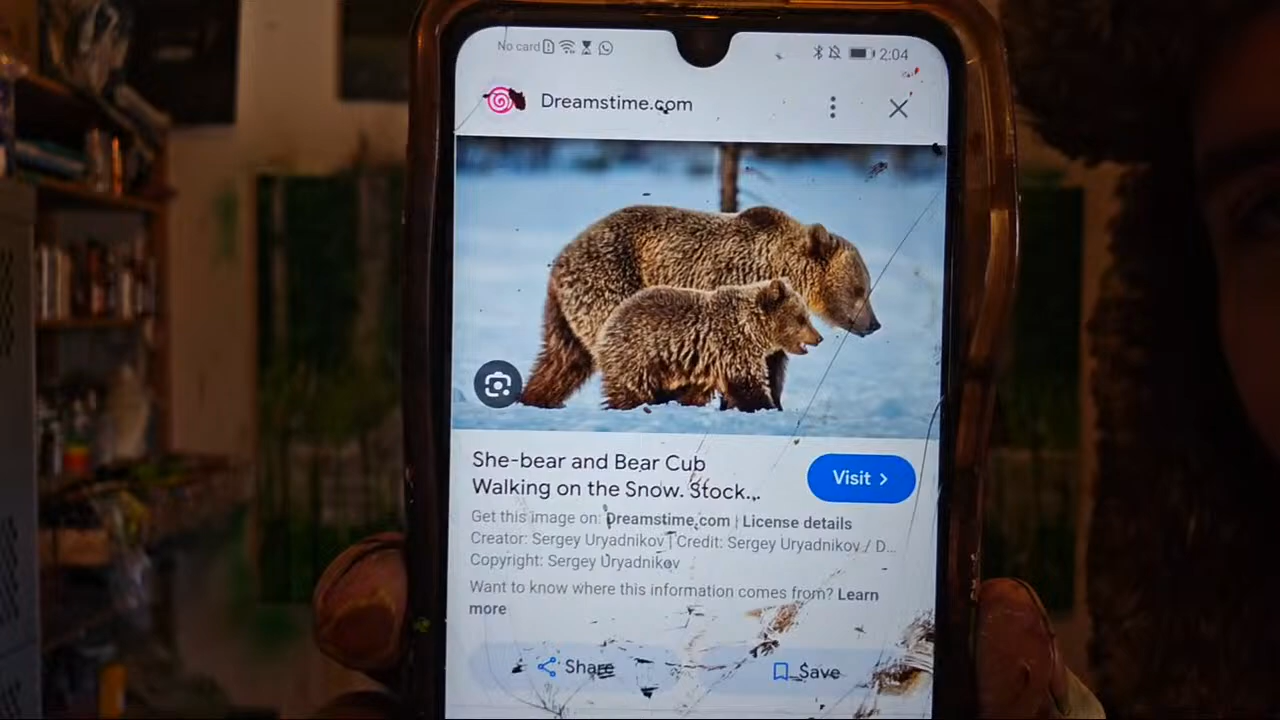 No card 2:04
Dreamstime.com
She-bear and Bear Cub
Walking on the Snow. Stock...
Visit
Get this image on: Dreamstime.com | License details
Creator: Sergey Uryadnikov | Credit: Sergey Uryadnikov / D...
Copyright: Sergey Uryadnikov
Want to know where this information comes from? Learn
more
Share Save